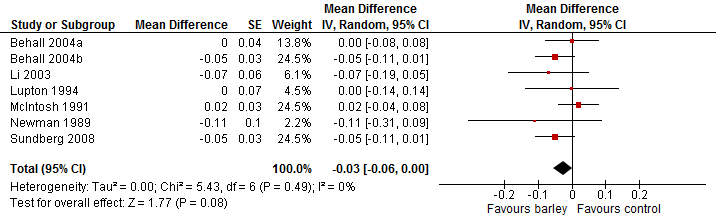 Mean Difference Mean Difference
Study or Subgroup Mean Difference SE Weight IV, Random, 95% CI IV, Random, 95% CI
Behall 2004a 0 0.04 13.8% 0.00 [-0.08, 0.08]
Behall 2004b -0.05 0.03 24.5% -0.05 [-0.11, 0.01]
Li 2003 -0.07 0.06 6.1% -0.07 [-0.19, 0.05]
Lupton 1994 0 0.07 4.5% 0.00 [-0.14, 0.14]
McIntosh 1991 0.02 0.03 24.5% 0.02 [-0.04, 0.08]
Newman 1989 -0.11 0.1 2.2% -0.11 [-0.31, 0.09]
Sundberg 2008 -0.05 0.03 24.5% -0.05 [-0.11, 0.01]
Total (95% CI) 100.0% -0.03 [-0.06, 0.00]
Heterogeneity: Tau² = 0.00; Chi² = 5.43, df = 6 (P = 0.49); I² = 0%
Test for overall effect: Z = 1.77 (P = 0.08)
-0.2 -0.1 0 0.1 0.2
Favours barley Favours control